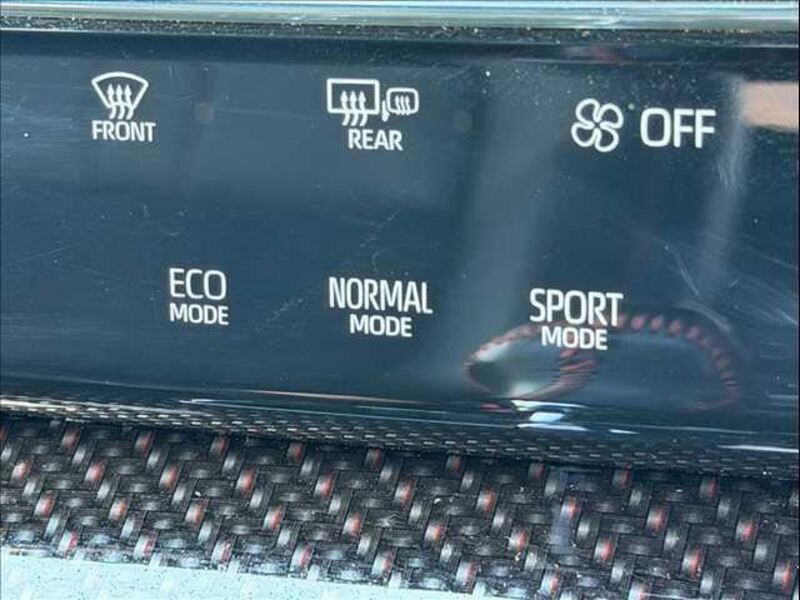 FRONT
REAR
OFF
ECO
MODE
NORMAL
MODE
SPORT
MODE